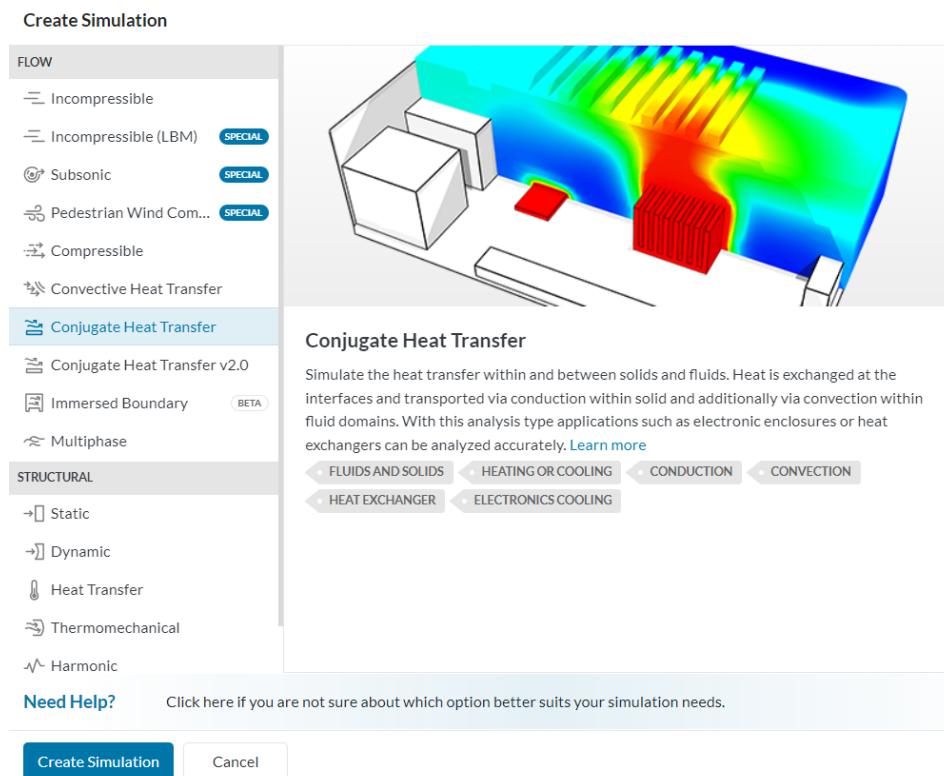 Create Simulation
FLOW
Incompressible
Incompressible (LBM) SPECIAL
Subsonic SPECIAL
Pedestrian Wind Com... SPECIAL
Compressible
Convective Heat Transfer
Conjugate Heat Transfer
Conjugate Heat Transfer v2.0
Immersed Boundary BETA
Multiphase
STRUCTURAL
Static
Dynamic
Heat Transfer
Thermomechanical
Harmonic
Conjugate Heat Transfer
Simulate the heat transfer within and between solids and fluids. Heat is exchanged at the
interfaces and transported via conduction within solid and additionally via convection within
fluid domains. With this analysis type applications such as electronic enclosures or heat
exchangers can be analyzed accurately. Learn more
FLUIDS AND SOLIDS HEATING OR COOLING CONDUCTION CONVECTION
HEAT EXCHANGER ELECTRONICS COOLING
Need Help? Click here if you are not sure about which option better suits your simulation needs.
Create Simulation Cancel